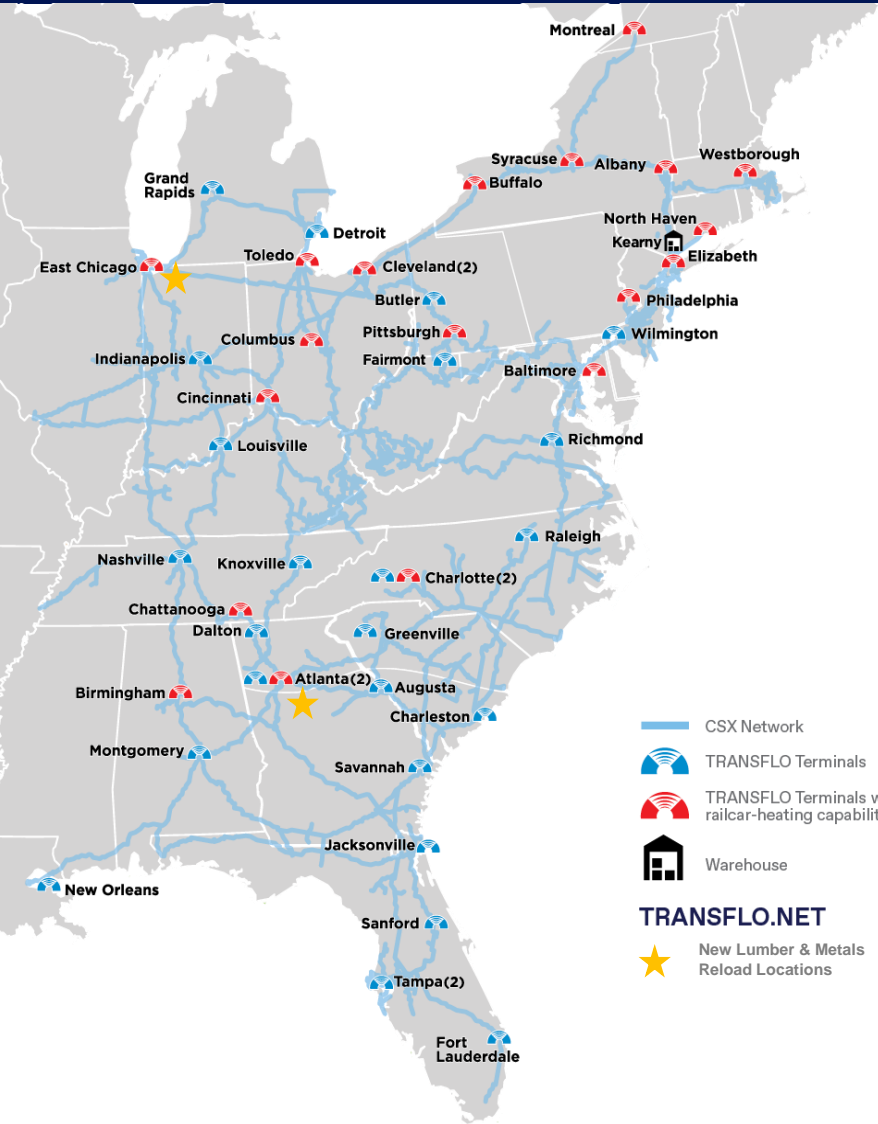 Montreal
Syracuse
Albany
Westborough
Buffalo
Grand
Rapids
North Haven
Detroit
Kearny
Toledo
Elizabeth
East Chicago
Cleveland(2)
Butler
Philadelphia
Pittsburgh
Wilmington
Columbus
Indianapolis
Fairmont
Baltimore
Cincinnati
Louisville
Richmond
Raleigh
Nashville
Knoxville
Charlotte(2)
Chattanooga
Dalton
Greenville
Atlanta(2)
Augusta
Birmingham
Charleston
Montgomery
Savannah
Jacksonville
New Orleans
Sanford
Tampa(2)
Fort
Lauderdale
CSX Network
TRANSFLO Terminals
TRANSFLO Terminals
railcar-heating
Warehouse
TRANSFLO.NET
New Lumber & Metals
Reload Locations